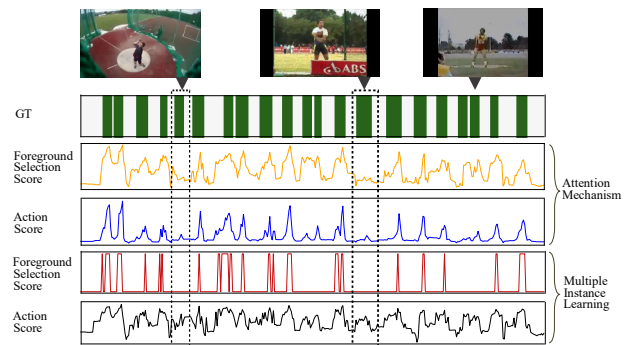 ABS
GT
Foreground
Selection
Score
Action
Score
Attention
Mechanism
Foreground
Selection
Score
Action
Score
Multiple
Instance
Learning